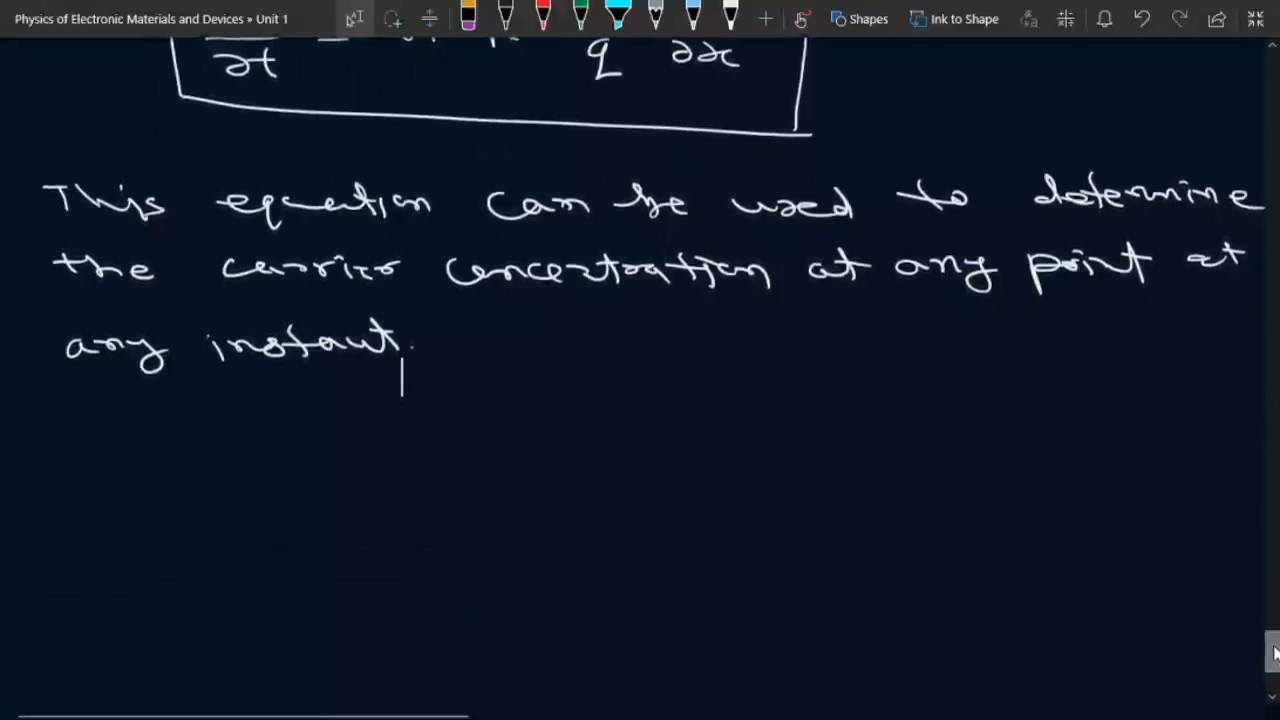 Physics of Electronic Materials and Devices » Unit 1
Shapes
Ink to Shape
∂t
q ∂x
This equation can be used to determine
the carrier concentration at any point at
any instant.